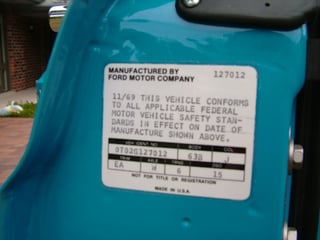 MANUFACTURED BY 127012
FORD MOTOR COMPANY
11/69 THIS VEHICLE CONFORMS
TO ALL APPLICABLE FEDERAL
MOTOR VEHICLE SAFETY STAN-
DARDS IN EFFECT ON DATE OF
MANUFACTURE SHOWN ABOVE.
VEH. IDENT. NO. BODY COL
0T02G127012 63B J
TRIM AXLE TRNS DSO
EA W 6 15
NOT FOR TITLE OR REGISTRATION
MADE IN U.S.A.